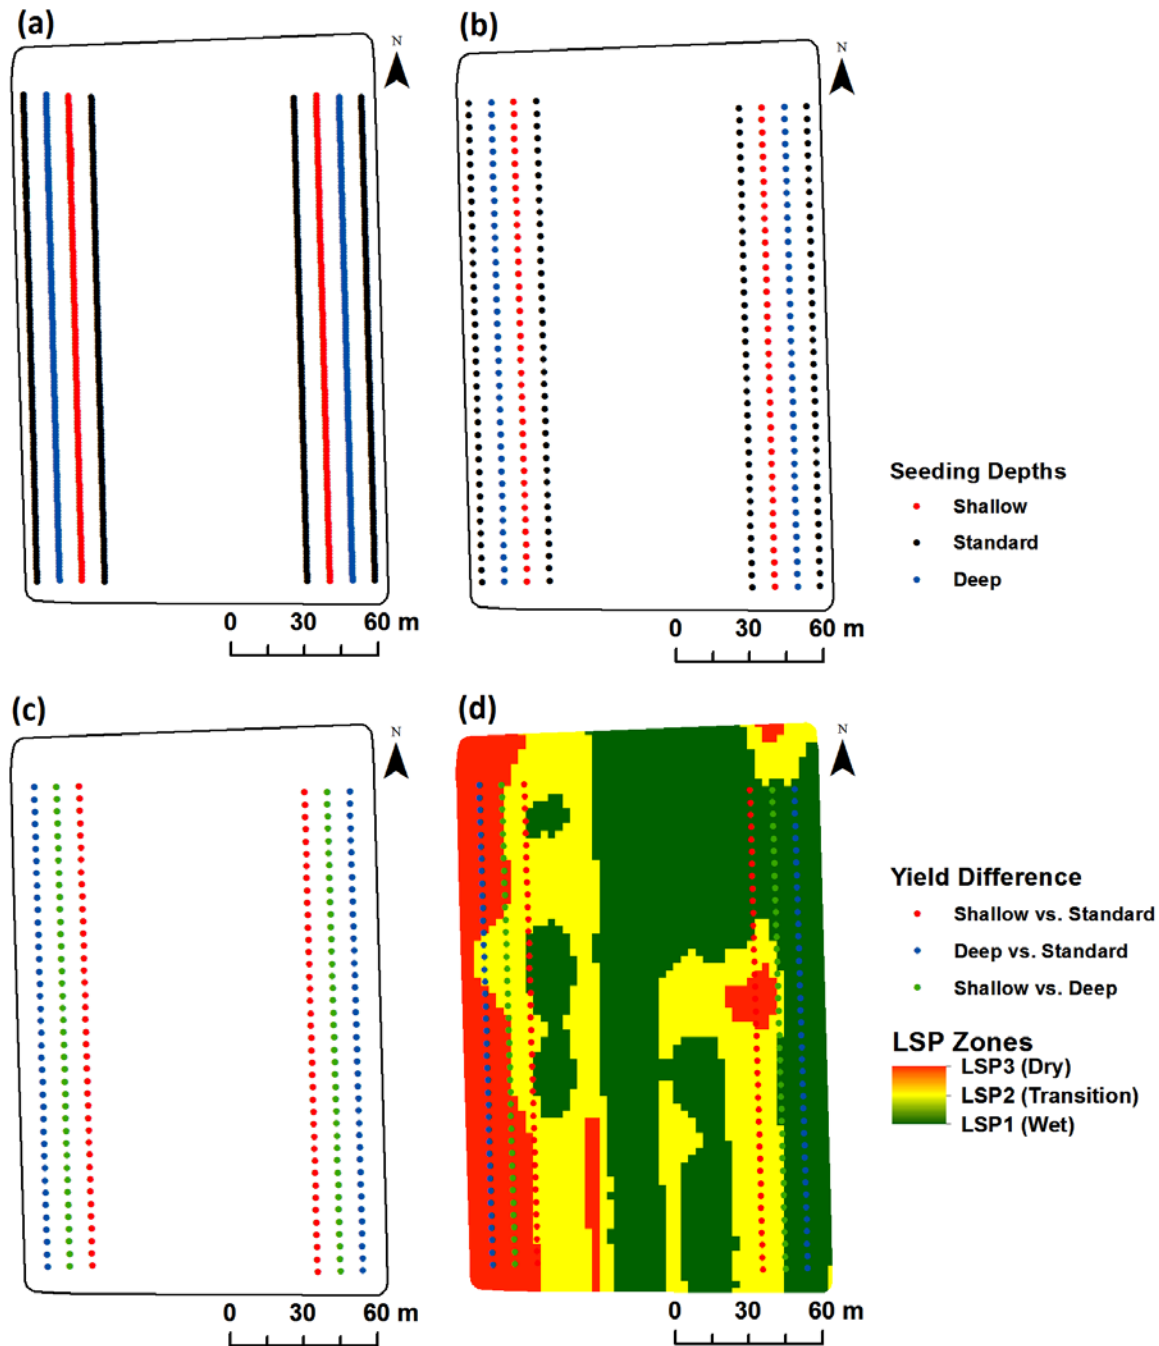 (a)
N
(b)
N
0 30 60 m
0 30 60 m
Seeding Depths
Shallow
Standard
Deep
(c)
N
(d)
N
0 30 60 m
0 30 60 m
Yield Difference
Shallow vs. Standard
Deep vs. Standard
Shallow vs. Deep
LSP Zones
LSP3 (Dry)
LSP2 (Transition)
LSP1 (Wet)